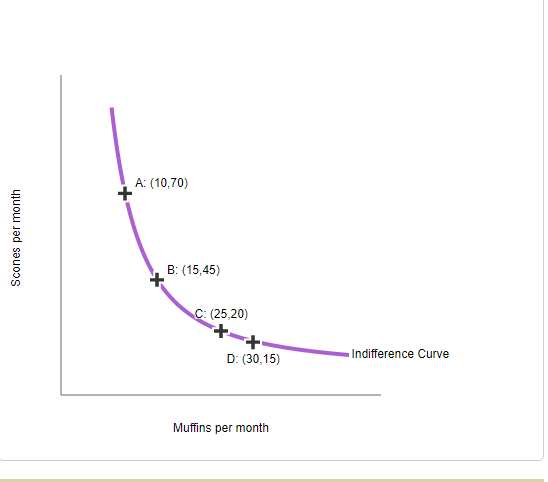 A: (10,70)
B: (15,45)
C: (25,20)
D: (30,15)
Indifference Curve
Scones per month
Muffins per month